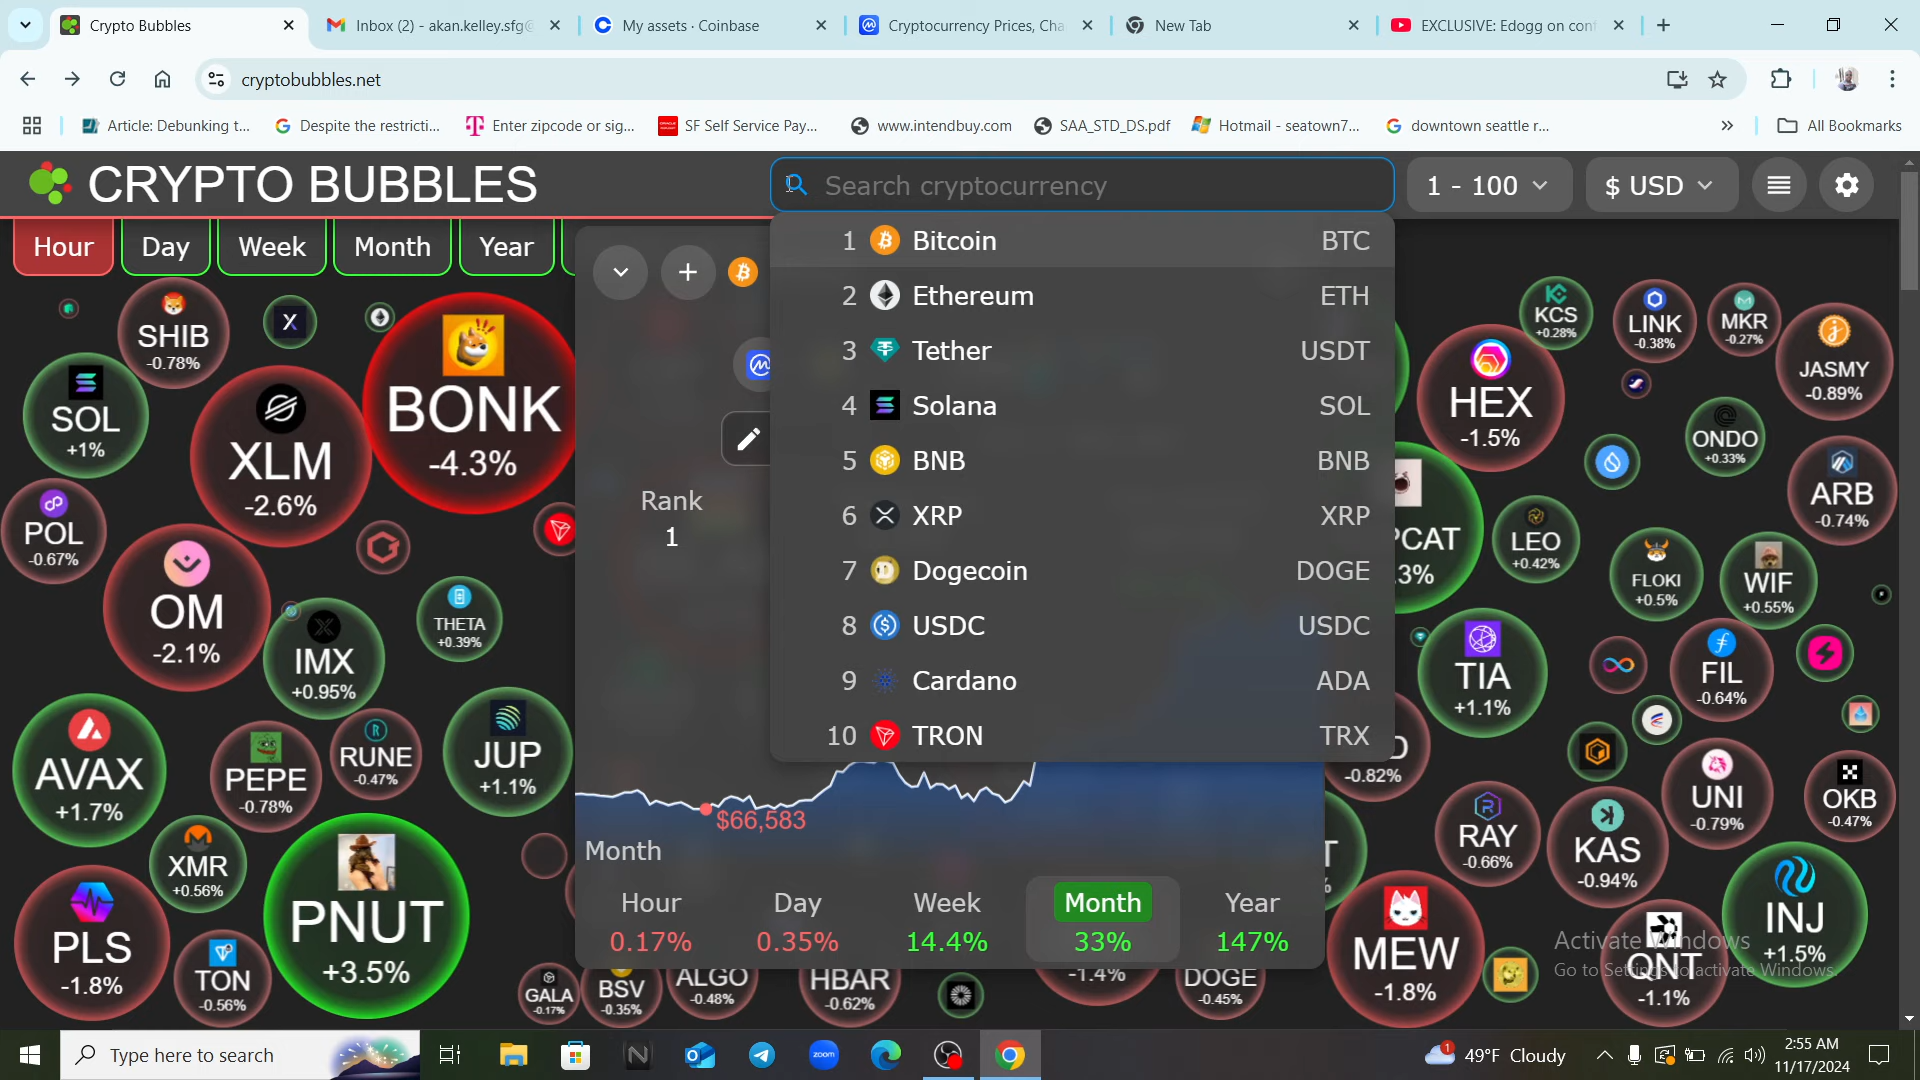 Crypto Bubbles
Inbox (2) - akan.kelley.sfg@
My assets · Coinbase
Cryptocurrency Prices, Cha
New Tab
EXCLUSIVE: Edogg on conf
cryptobubbles.net
Article: Debunking t...
Despite the restricti...
Enter zipcode or sig...
SF Self Service Pay...
www.intendbuy.com
SAA_STD_DS.pdf
Hotmail - seatown7...
downtown seattle r...
All Bookmarks
CRYPTO BUBBLES
Search cryptocurrency
1 - 100
$ USD
Hour
Day
Week
Month
Year
1 Bitcoin BTC
2 Ethereum ETH
3 Tether USDT
4 Solana SOL
5 BNB BNB
6 XRP XRP
7 Dogecoin DOGE
8 USDC USDC
9 Cardano ADA
10 TRON TRX
Rank
1
$66,583
Month
Hour Day Week Month Year
0.17% 0.35% 14.4% 33% 147%
SHIB
-0.78%
SOL
+1%
XLM
-2.6%
BONK
-4.3%
POL
-0.67%
OM
-2.1%
IMX
+0.95%
THETA
+0.39%
AVAX
+1.7%
PEPE
-0.78%
RUNE
-0.47%
JUP
+1.1%
XMR
+0.56%
PLS
-1.8%
TON
-0.56%
PNUT
+3.5%
GALA
-0.17%
BSV
-0.35%
ALGO
-0.48%
HBAR
-0.62%
-1.4%
DOGE
-0.45%
KCS
+0.28%
LINK
-0.38%
MKR
-0.27%
JASMY
-0.89%
HEX
-1.5%
ONDO
+0.33%
ARB
-0.74%
PCAT
3%
LEO
+0.42%
FLOKI
+0.5%
WIF
+0.55%
TIA
+1.1%
FIL
-0.64%
D
-0.82%
RAY
-0.66%
KAS
-0.94%
UNI
-0.79%
OKB
-0.47%
T
%
MEW
-1.8%
QNT
-1.1%
INJ
+1.5%
Activate Windows
Go to Settings to activate Windows.
Type here to search
zoom
1
49°F Cloudy
2:55 AM
11/17/2024